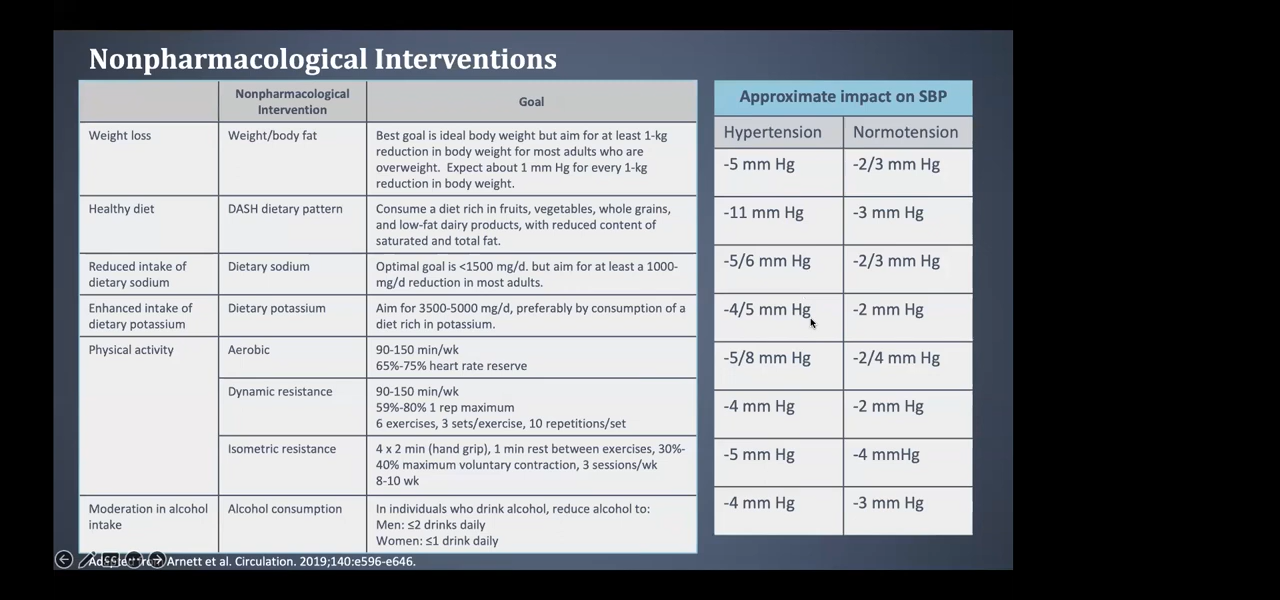 Nonpharmacological Interventions
Nonpharmacological
Intervention
Goal
Weight loss
Weight/body fat
Best goal is ideal body weight but aim for at least 1-kg
reduction in body weight for most adults who are
overweight. Expect about 1 mm Hg for every 1-kg
reduction in body weight.
Healthy diet
DASH dietary pattern
Consume a diet rich in fruits, vegetables, whole grains,
and low-fat dairy products, with reduced content of
saturated and total fat.
Reduced intake of
dietary sodium
Dietary sodium
Optimal goal is <1500 mg/d. but aim for at least a 1000-
mg/d reduction in most adults.
Enhanced intake of
dietary potassium
Dietary potassium
Aim for 3500-5000 mg/d, preferably by consumption of a
diet rich in potassium.
Physical activity
Aerobic
90-150 min/wk
65%-75% heart rate reserve
Dynamic resistance
90-150 min/wk
59%-80% 1 rep maximum
6 exercises, 3 sets/exercise, 10 repetitions/set
Isometric resistance
4 x 2 min (hand grip), 1 min rest between exercises, 30%-
40% maximum voluntary contraction, 3 sessions/wk
8-10 wk
Moderation in alcohol
intake
Alcohol consumption
In individuals who drink alcohol, reduce alcohol to:
Men: ≤2 drinks daily
Women: ≤1 drink daily
Approximate impact on SBP
Hypertension
Normotension
-5 mm Hg
-2/3 mm Hg
-11 mm Hg
-3 mm Hg
-5/6 mm Hg
-2/3 mm Hg
-4/5 mm Hg
-2 mm Hg
-5/8 mm Hg
-2/4 mm Hg
-4 mm Hg
-2 mm Hg
-5 mm Hg
-4 mmHg
-4 mm Hg
-3 mm Hg
Arnett et al. Circulation. 2019;140:e596-e646.